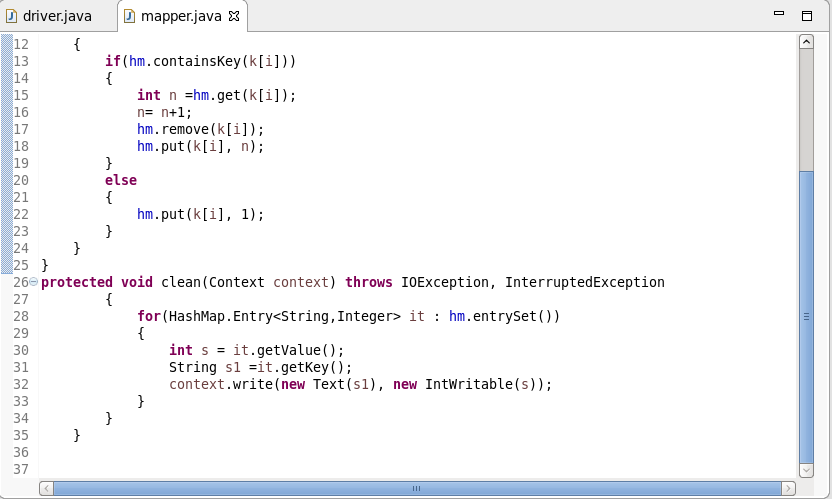 driver.java mapper.java
12 {
13 if(hm.containsKey(k[i]))
14 {
15 int n =hm.get(k[i]);
16 n= n+1;
17 hm.remove(k[i]);
18 hm.put(k[i], n);
19 }
20 else
21 {
22 hm.put(k[i], 1);
23 }
24 }
25 }
26 protected void clean(Context context) throws IOException, InterruptedException
27 {
28 for(HashMap.Entry<String,Integer> it : hm.entrySet())
29 {
30 int s = it.getValue();
31 String s1 =it.getKey();
32 context.write(new Text(s1), new IntWritable(s));
33 }
34 }
35 }
36
37